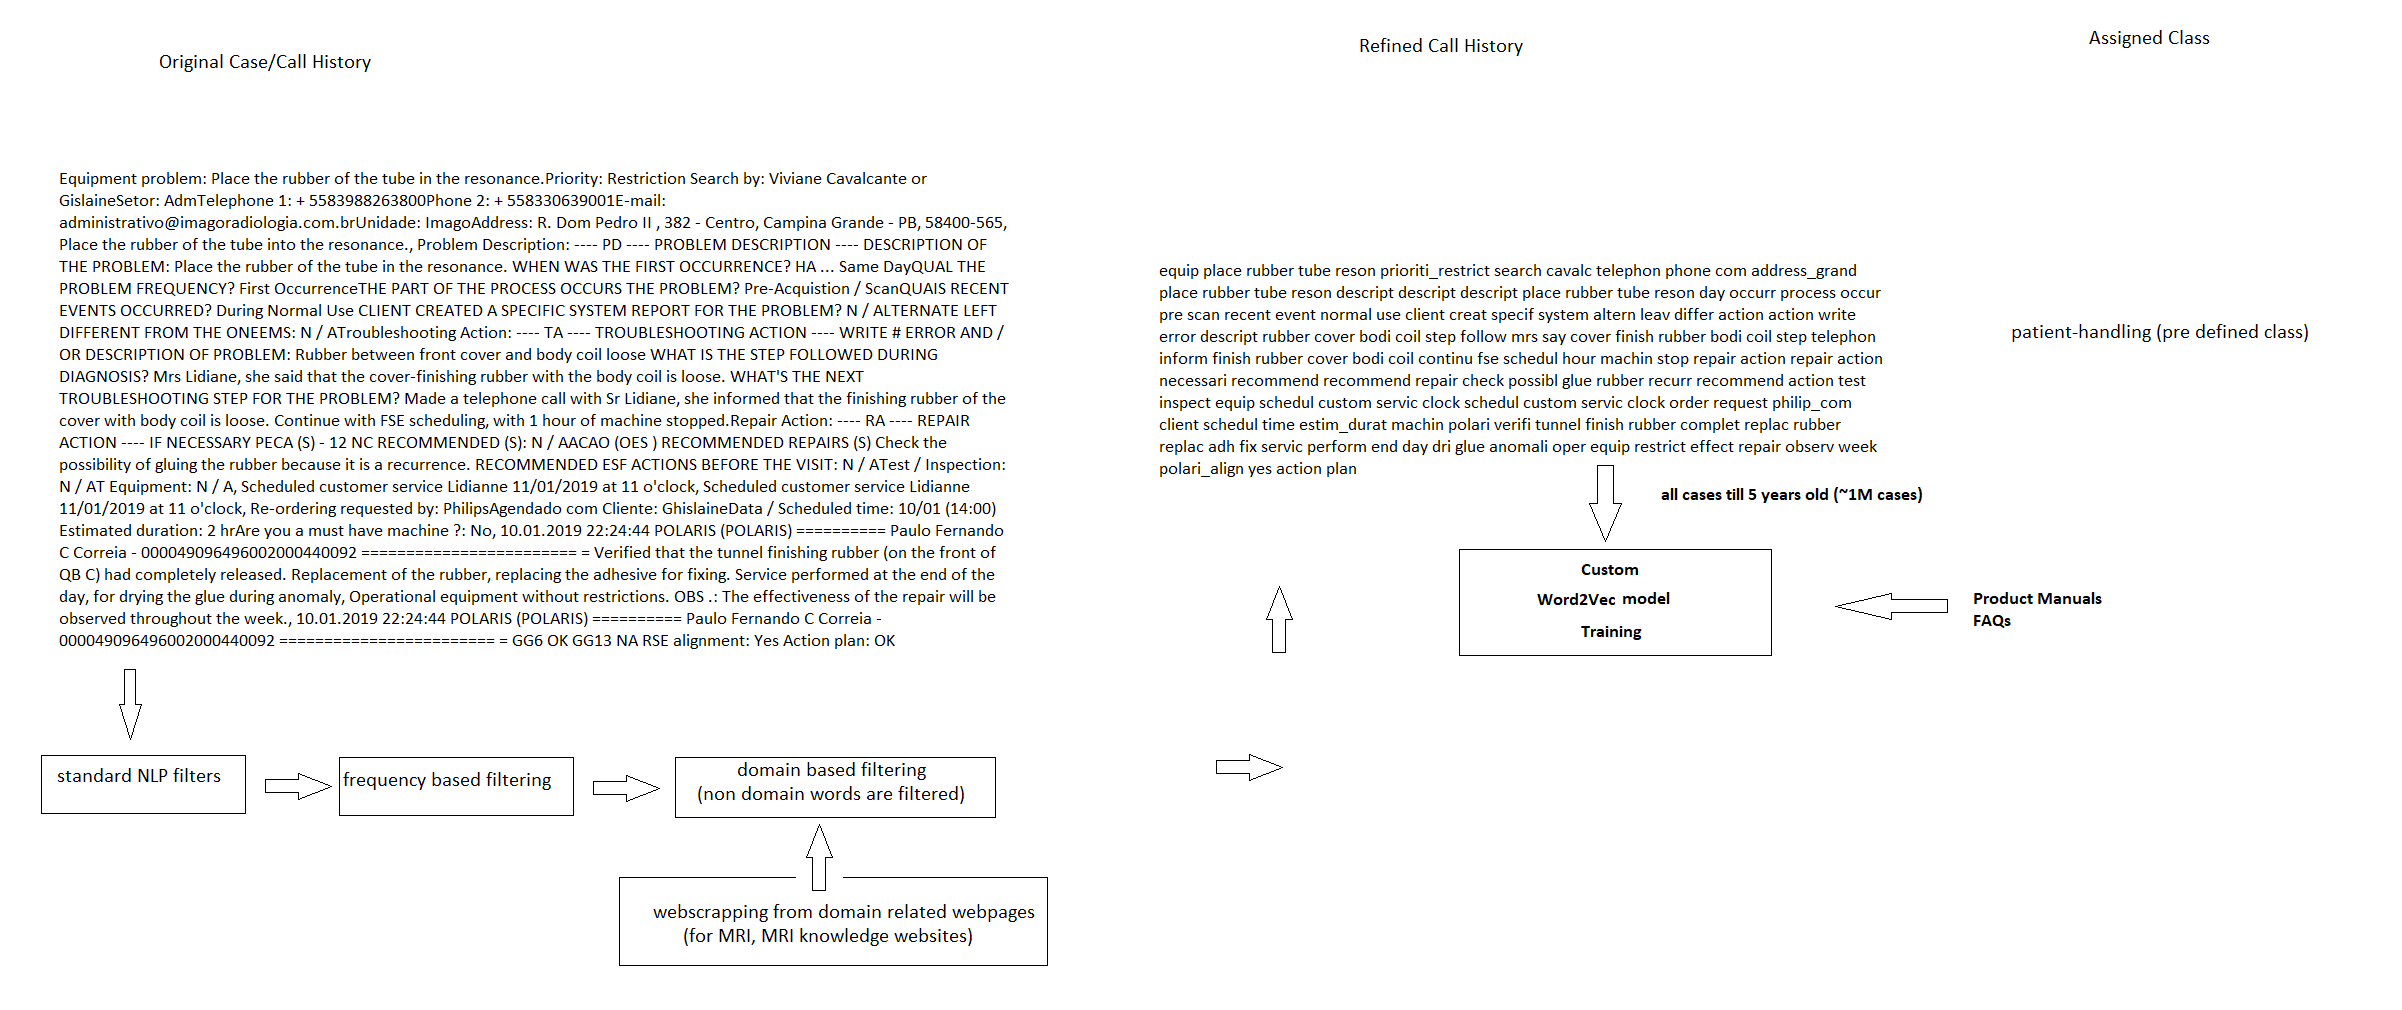 Original Case/Call History
Refined Call History
Assigned Class
Equipment problem: Place the rubber of the tube in the resonance.Priority: Restriction Search by: Viviane Cavalcante or
GislaineSetor: AdmTelephone 1: + 5583988263800Phone 2: + 558330639001E-mail:
administrativo@imagoradiologia.com.brUnidade: ImagoAddress: R. Dom Pedro II , 382 - Centro, Campina Grande - PB, 58400-565,
Place the rubber of the tube into the resonance., Problem Description: ---- PD ---- PROBLEM DESCRIPTION ---- DESCRIPTION OF
THE PROBLEM: Place the rubber of the tube in the resonance. WHEN WAS THE FIRST OCCURRENCE? HA ... Same DayQUAL THE
PROBLEM FREQUENCY? First OccurrenceTHE PART OF THE PROCESS OCCURS THE PROBLEM? Pre-Acquistion / ScanQUAIS RECENT
EVENTS OCCURRED? During Normal Use CLIENT CREATED A SPECIFIC SYSTEM REPORT FOR THE PROBLEM? N / ALTERNATE LEFT
DIFFERENT FROM THE ONEEMS: N / ATroubleshooting Action: ---- TA ---- TROUBLESHOOTING ACTION ---- WRITE # ERROR AND /
OR DESCRIPTION OF PROBLEM: Rubber between front cover and body coil loose WHAT IS THE STEP FOLLOWED DURING
DIAGNOSIS? Mrs Lidiane, she said that the cover-finishing rubber with the body coil is loose. WHAT'S THE NEXT
TROUBLESHOOTING STEP FOR THE PROBLEM? Made a telephone call with Sr Lidiane, she informed that the finishing rubber of the
cover with body coil is loose. Continue with FSE scheduling, with 1 hour of machine stopped.Repair Action: ---- RA ---- REPAIR
ACTION ---- IF NECESSARY PECA (S) - 12 NC RECOMMENDED (S): N / AACAO (OES ) RECOMMENDED REPAIRS (S) Check the
possibility of gluing the rubber because it is a recurrence. RECOMMENDED ESF ACTIONS BEFORE THE VISIT: N / ATest / Inspection:
N / AT Equipment: N / A, Scheduled customer service Lidianne 11/01/2019 at 11 o'clock, Scheduled customer service Lidianne
11/01/2019 at 11 o'clock, Re-ordering requested by: PhilipsAgendado com Cliente: GhislaineData / Scheduled time: 10/01 (14:00)
Estimated duration: 2 hrAre you a must have machine ?: No, 10.01.2019 22:24:44 POLARIS (POLARIS) ========== Paulo Fernando
C Correia - 000049096496002000440092 ======================== = Verified that the tunnel finishing rubber (on the front of
QB C) had completely released. Replacement of the rubber, replacing the adhesive for fixing. Service performed at the end of the
day, for drying the glue during anomaly, Operational equipment without restrictions. OBS .: The effectiveness of the repair will be
observed throughout the week., 10.01.2019 22:24:44 POLARIS (POLARIS) ========== Paulo Fernando C Correia -
000049096496002000440092 ======================== = GG6 OK GG13 NA RSE alignment: Yes Action plan: OK
equip place rubber tube reson prioriti_restrict search cavalc telephon phone com address_grand
place rubber tube reson descript descript descript place rubber tube reson day occurr process occur
pre scan recent event normal use client creat specif system altern leav differ action action write
error descript rubber cover bodi coil step follow mrs say cover finish rubber bodi coil step telephon
inform finish rubber cover bodi coil continu fse schedul hour machin stop repair action repair action
necessari recommend recommend repair check possibl glue rubber recurr recommend action test
inspect equip schedul custom servic clock schedul custom servic clock order request philip_com
client schedul time estim_durat machin polari verifi tunnel finish rubber complet replac rubber
replac adh fix servic perform end day dri glue anomali oper equip restrict effect repair observ week
polari_align yes action plan
patient-handling (pre defined class)
all cases till 5 years old (~1M cases)
Custom
Word2Vec model
Training
Product Manuals
FAQs
standard NLP filters
frequency based filtering
domain based filtering
(non domain words are filtered)
webscrapping from domain related webpages
(for MRI, MRI knowledge websites)